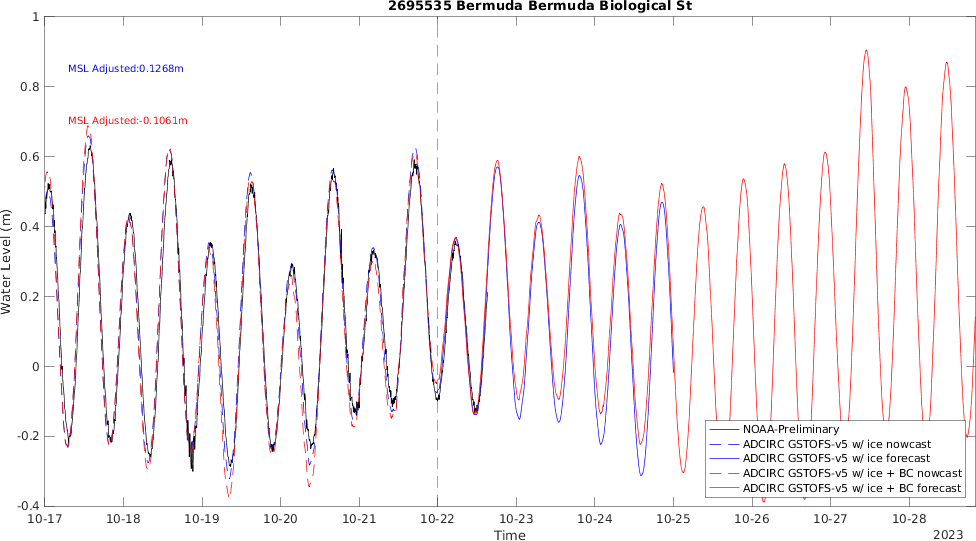 2695535 Bermuda Bermuda Biological St
MSL Adjusted:0.1268m
MSL Adjusted:-0.1061m
Water Level (m)
1
0.8
0.6
0.4
0.2
0
-0.2
-0.4
NOAA-Preliminary
ADCIRC GSTOFS-v5 w/ ice nowcast
ADCIRC GSTOFS-v5 w/ ice forecast
ADCIRC GSTOFS-v5 w/ ice + BC nowcast
ADCIRC GSTOFS-v5 w/ ice + BC forecast
10-17 10-18 10-19 10-20 10-21 10-22 10-23 10-24 10-25 10-26 10-27 10-28
Time
2023